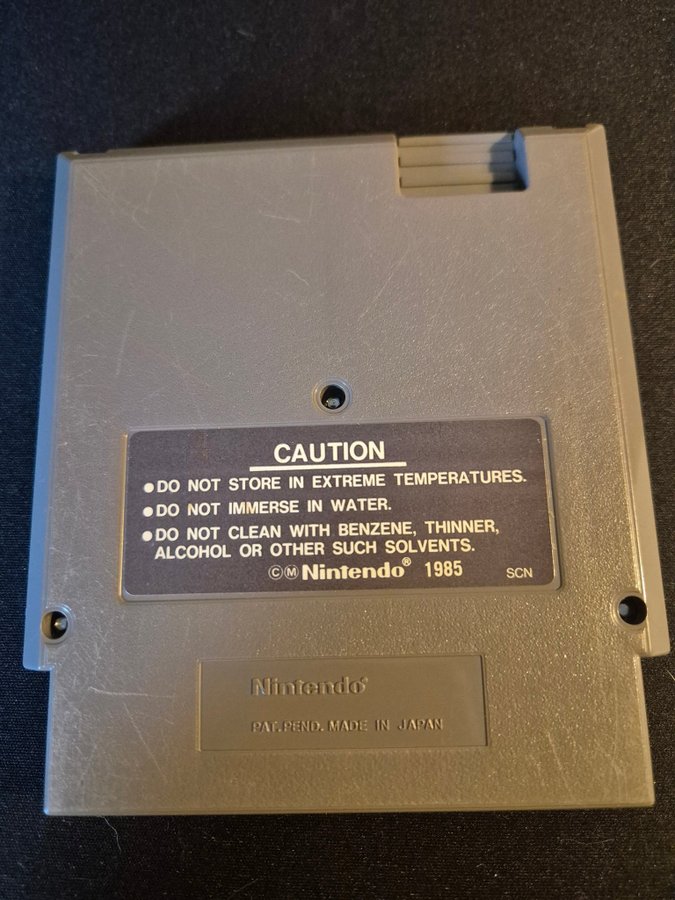 CAUTION
●DO NOT STORE IN EXTREME TEMPERATURES.
●DO NOT IMMERSE IN WATER.
●DO NOT CLEAN WITH BENZENE, THINNER,
ALCOHOL OR OTHER SUCH SOLVENTS.
©Ⓜ Nintendo® 1985 SCN
Nintendo®
PAT.PEND. MADE IN JAPAN